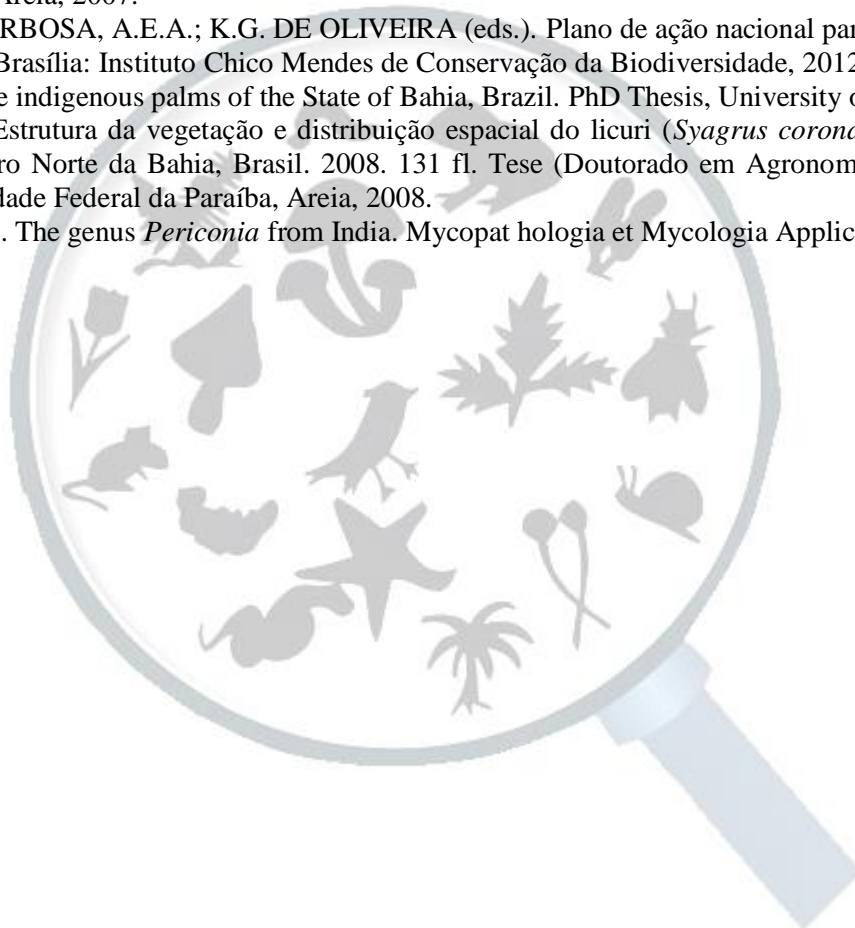 Areia, 2007.
RBOSA, A.E.A.; K.G. DE OLIVEIRA (eds.). Plano de ação nacional par
Brasília: Instituto Chico Mendes de Conservação da Biodiversidade, 2012
e indigenous palms of the State of Bahia, Brazil. PhD Thesis, University o
Estrutura da vegetação e distribuição espacial do licuri (Syagrus corona
ro Norte da Bahia, Brasil. 2008. 131 fl. Tese (Doutorado em Agronom
dade Federal da Paraíba, Areia, 2008.
. The genus Periconia from India. Mycopat hologia et Mycologia Applic